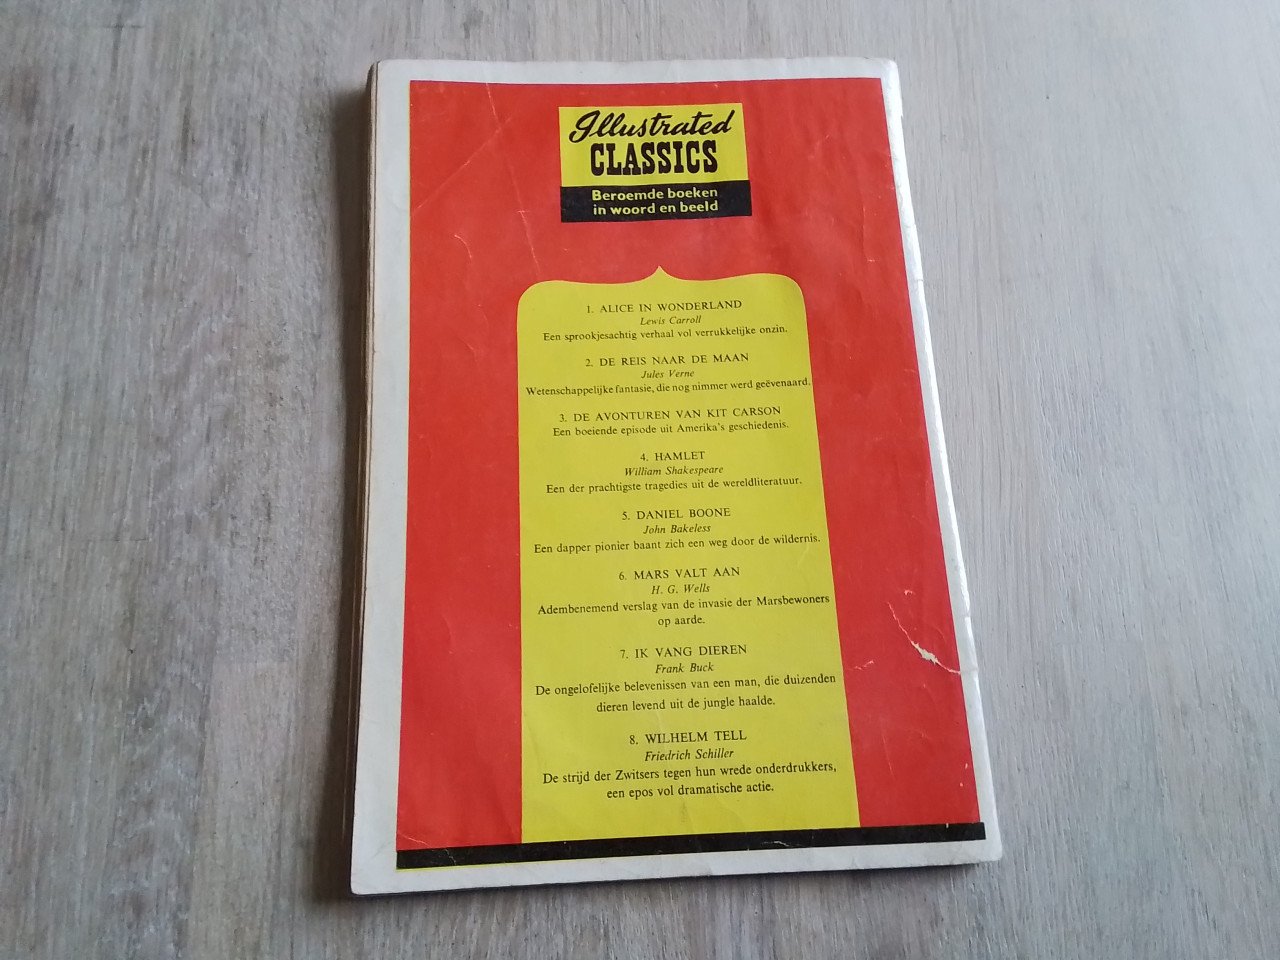 Illustrated
CLASSICS
Beroemde boeken
in woord en beeld
1. ALICE IN WONDERLAND
Lewis Carroll
Een sprookjesachtig verhaal vol verrukkelijke onzin.
2. DE REIS NAAR DE MAAN
Jules Verne
Wetenschappelijke fantasie, die nog nimmer werd geëvenaard.
3. DE AVONTUREN VAN KIT CARSON
Een boeiende episode uit Amerika's geschiedenis.
4. HAMLET
William Shakespeare
Een der prachtigste tragedies uit de wereldliteratuur.
5. DANIEL BOONE
John Bakeless
Een dapper pionier baant zich een weg door de wildernis.
6. MARS VALT AAN
H. G. Wells
Adembenemend verslag van de invasie der Marsbewoners
op aarde.
7. IK VANG DIEREN
Frank Buck
De ongelofelijke belevenissen van een man, die duizenden
dieren levend uit de jungle haalde.
8. WILHELM TELL
Friedrich Schiller
De strijd der Zwitsers tegen hun wrede onderdrukkers,
een epos vol dramatische actie.